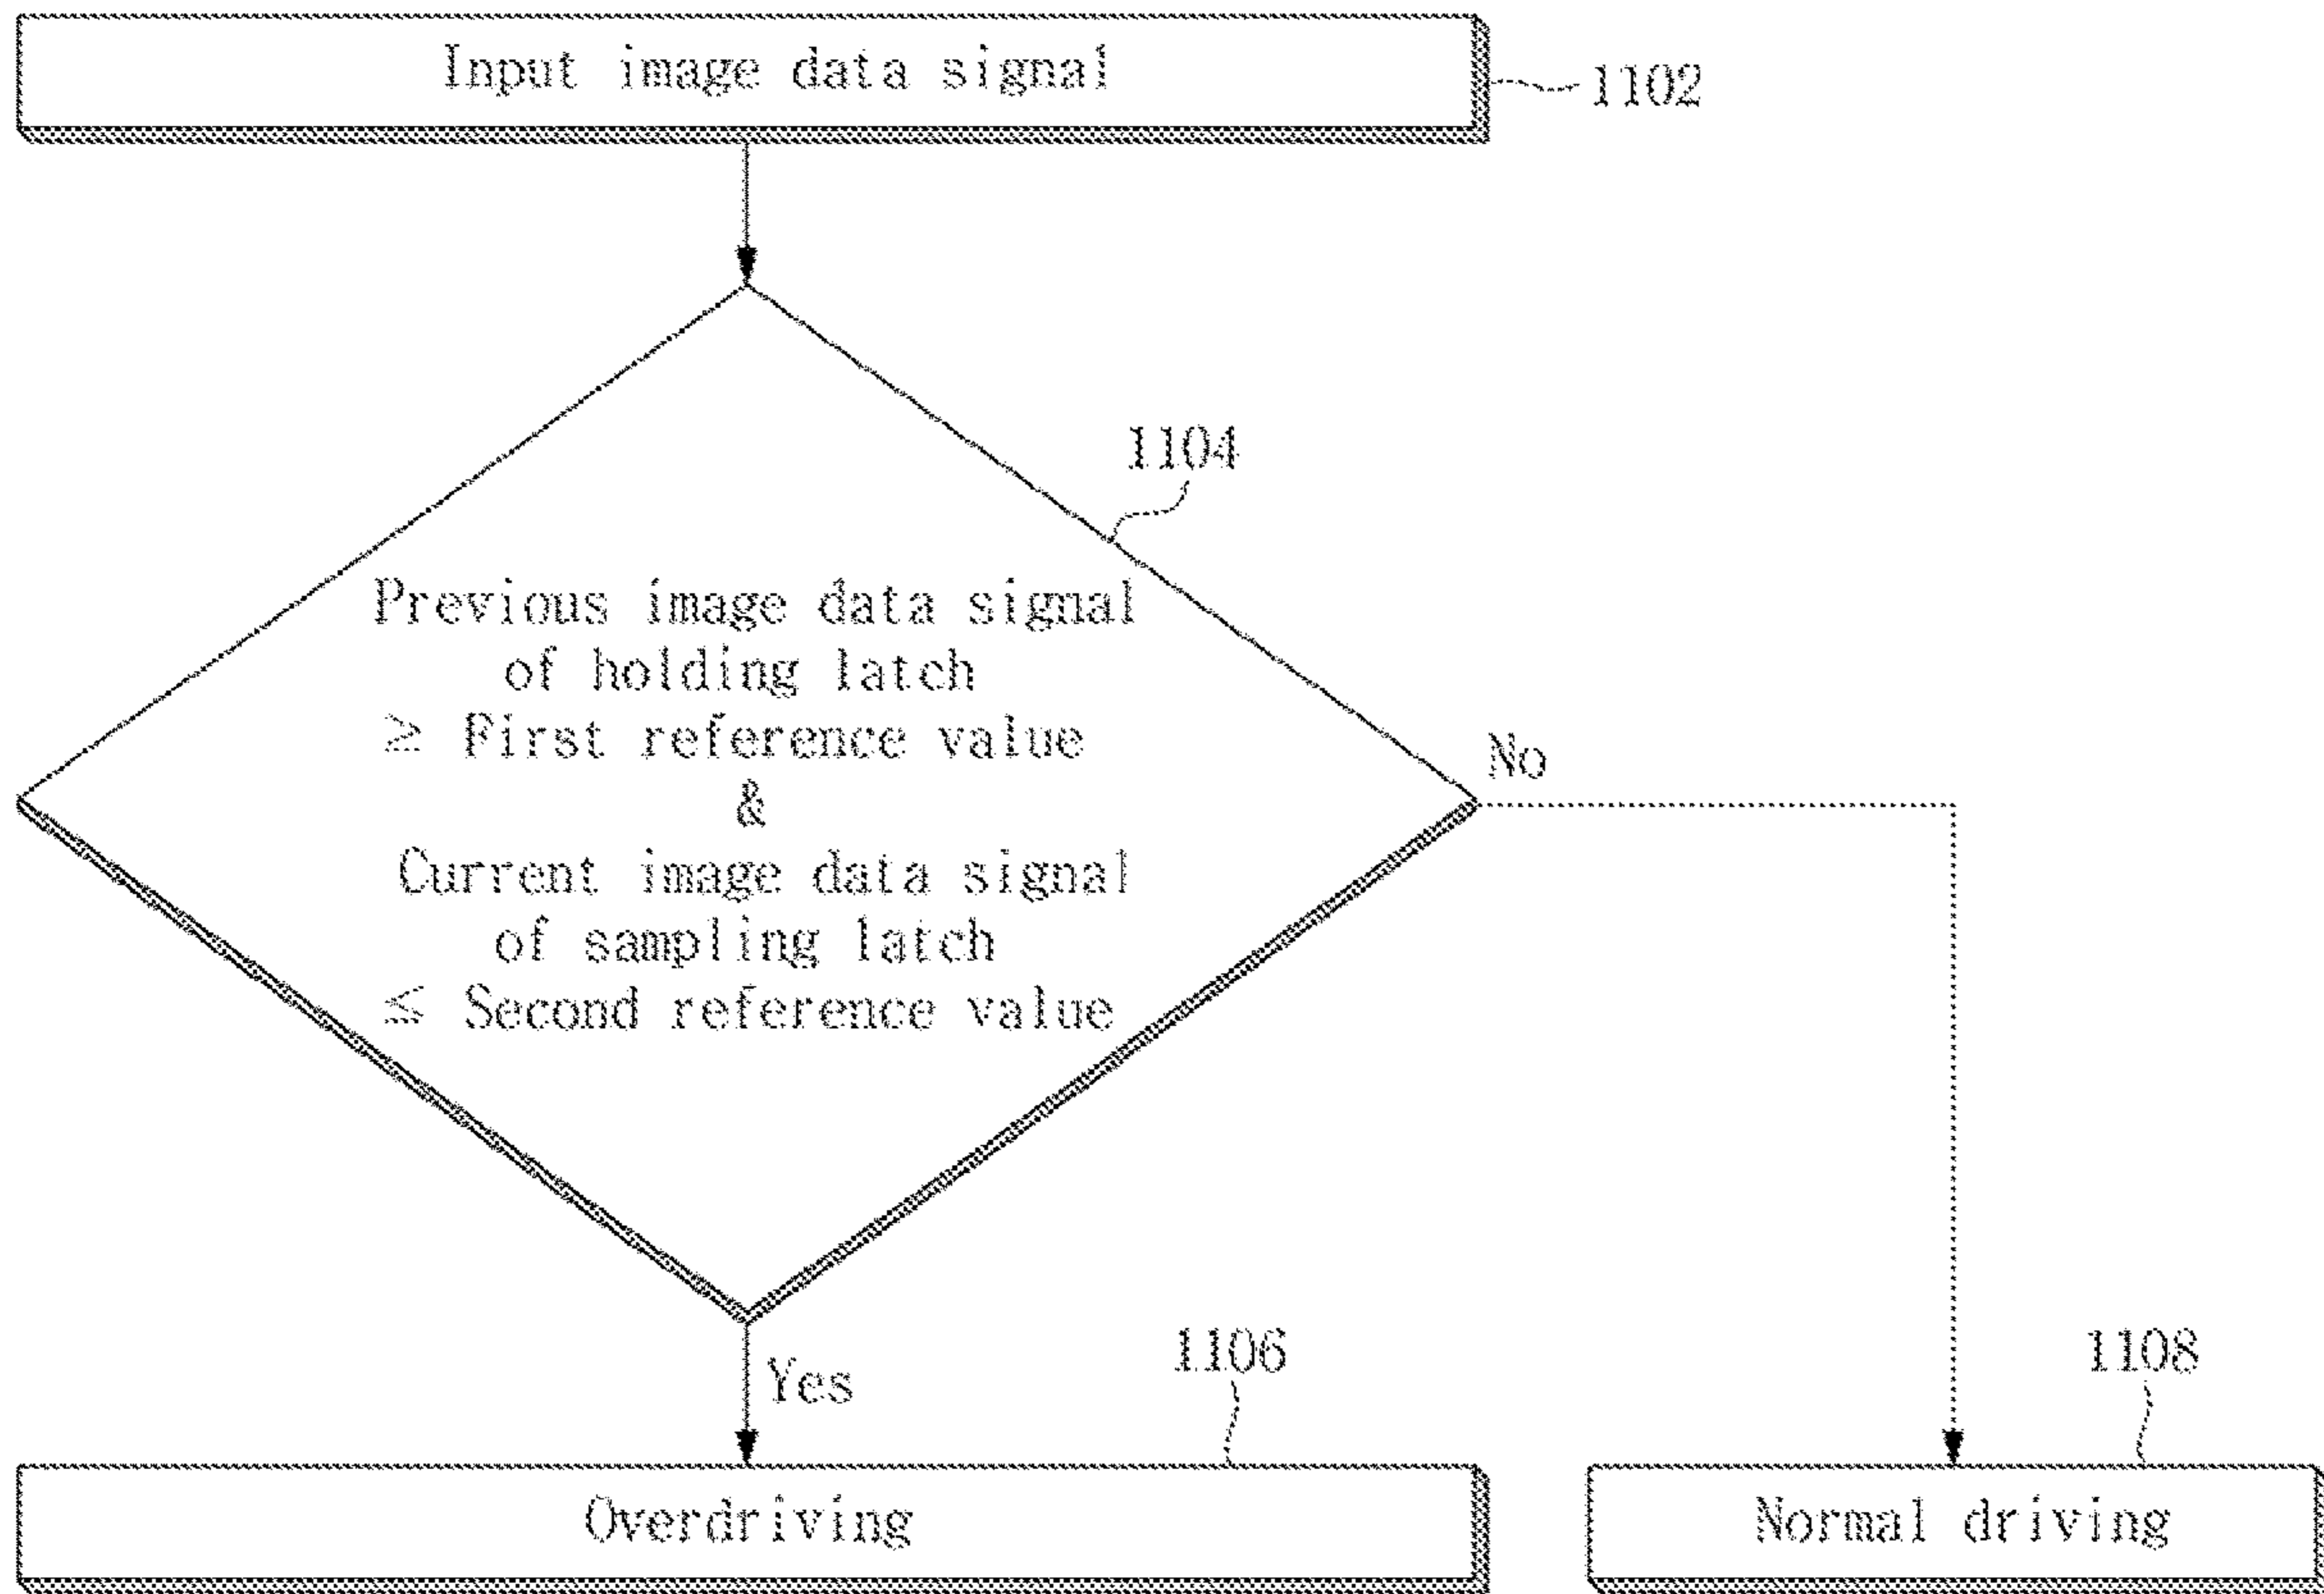 Input image data signal
1102
1104
Previous image data signal
of holding latch
≥ First reference value
&
Current image data signal
of sampling latch
≤ Second reference value
No
Yes
1106
1108
Overdriving
Normal driving